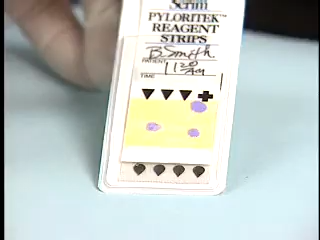 Serim
PYLORITEK™
REAGENT
STRIPS
B. Smith
PATIENT
1120
TIME